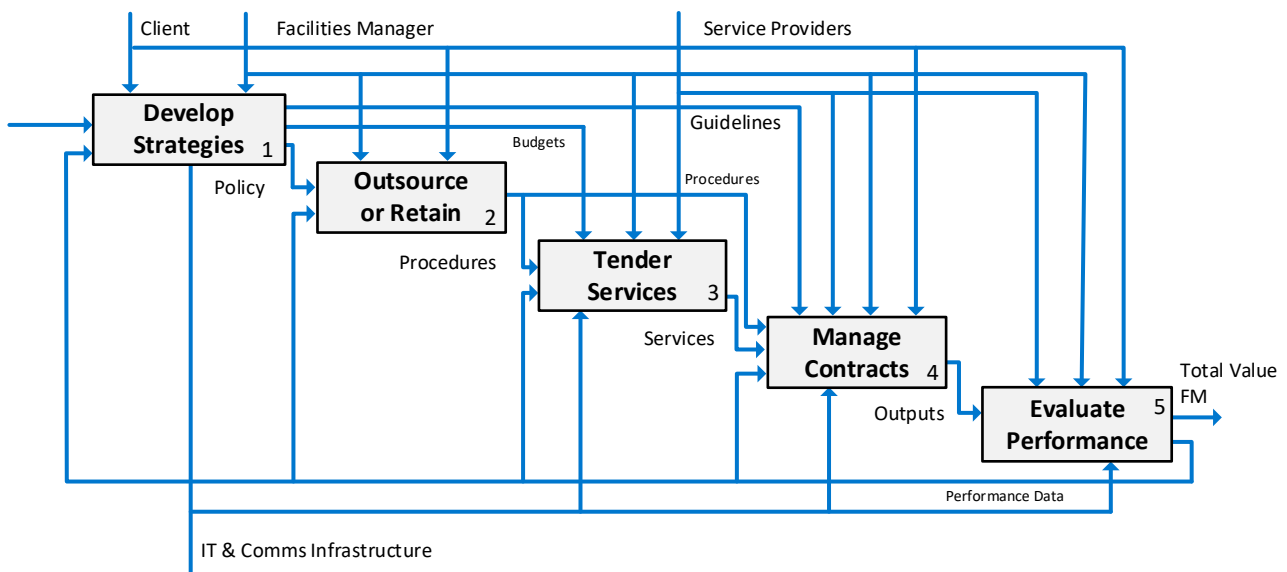 Client
Facilities Manager
Service Providers
Develop
Strategies
1
Guidelines
Budgets
Policy
Outsource
or Retain
2
Procedures
Procedures
Tender
Services
3
Services
Manage
Contracts
4
Total Value
FM
Outputs
Evaluate
Performance
5
Performance Data
IT & Comms Infrastructure